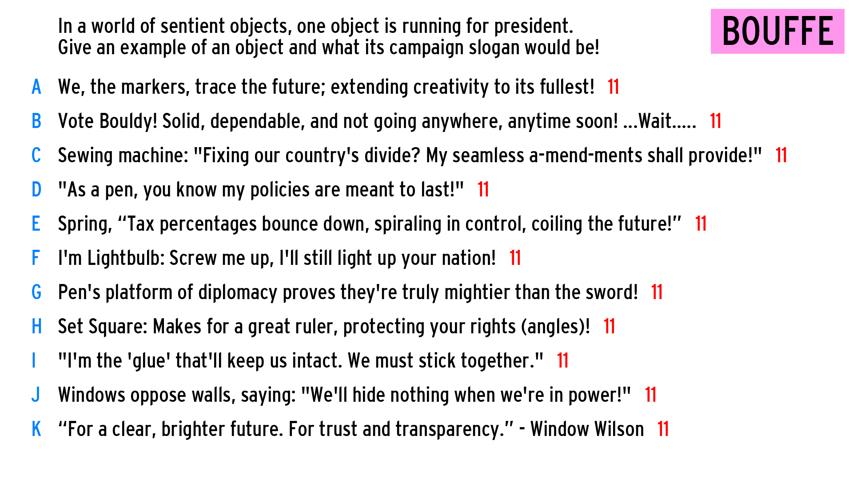 In a world of sentient objects, one object is running for president.
Give an example of an object and what its campaign slogan would be!
BOUFFE
A We, the markers, trace the future; extending creativity to its fullest! 11
B Vote Bouldy! Solid, dependable, and not going anywhere, anytime soon! ...Wait..... 11
C Sewing machine: "Fixing our country's divide? My seamless a-mend-ments shall provide!" 11
D "As a pen, you know my policies are meant to last!" 11
E Spring, “Tax percentages bounce down, spiraling in control, coiling the future!” 11
F I'm Lightbulb: Screw me up, I'll still light up your nation! 11
G Pen's platform of diplomacy proves they're truly mightier than the sword! 11
H Set Square: Makes for a great ruler, protecting your rights (angles)! 11
I "I'm the 'glue' that'll keep us intact. We must stick together." 11
J Windows oppose walls, saying: "We'll hide nothing when we're in power!" 11
K “For a clear, brighter future. For trust and transparency.” - Window Wilson 11